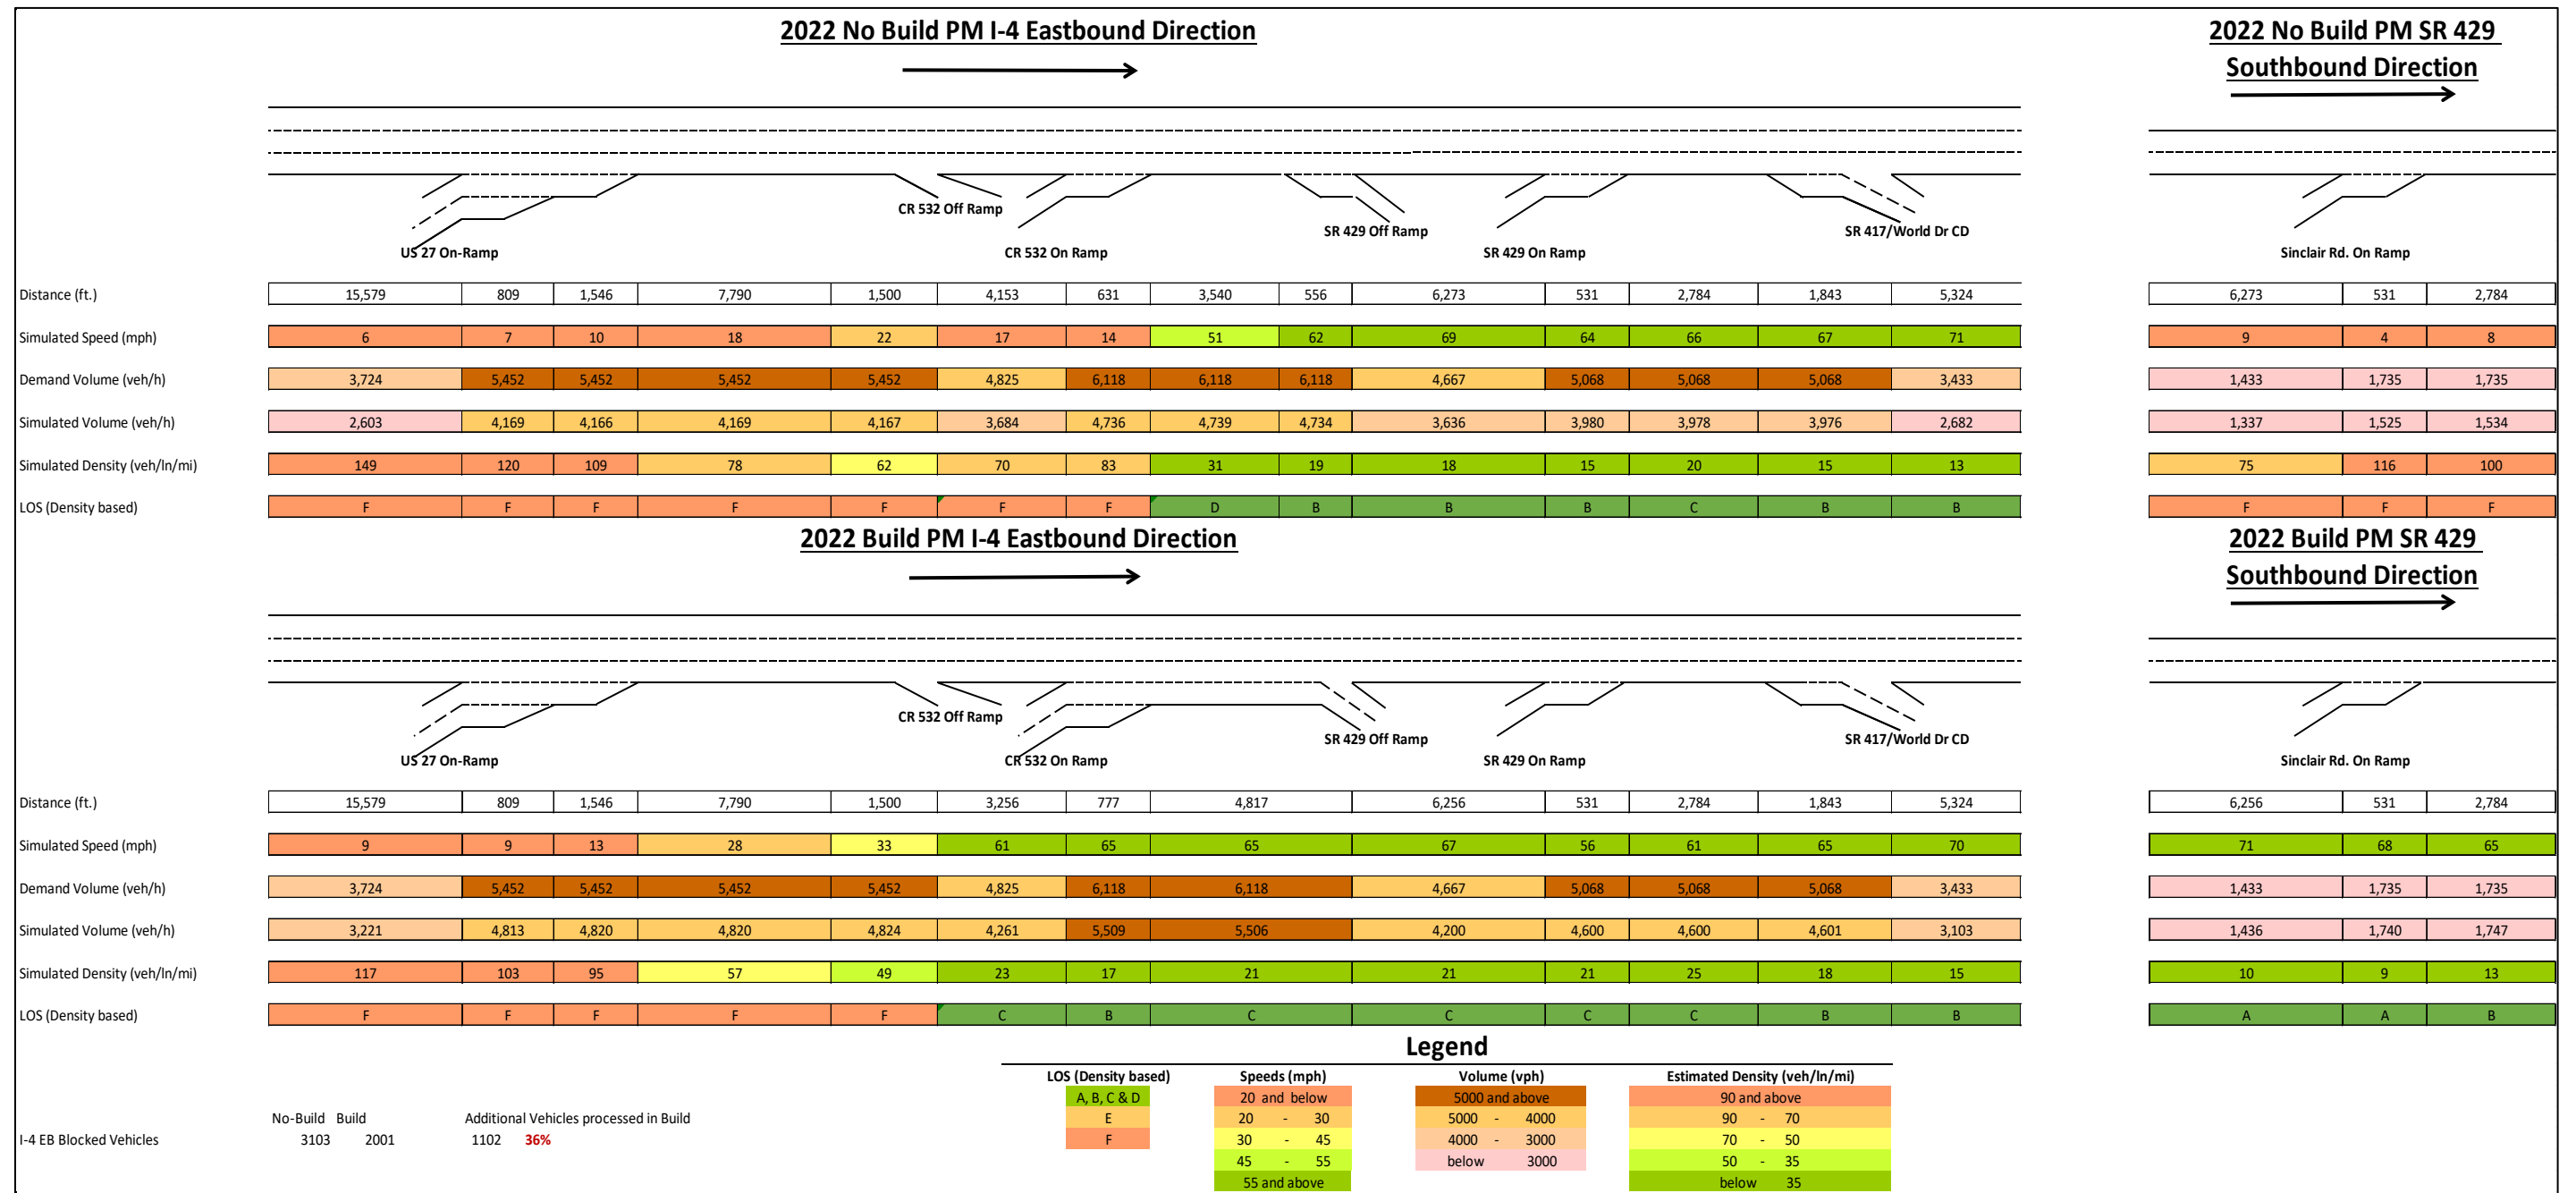 2022 No Build PM I-4 Eastbound Direction
2022 No Build PM SR 429
Southbound Direction
CR 532 Off Ramp
SR 429 Off Ramp
SR 417/World Dr CD
US 27 On-Ramp
CR 532 On Ramp
SR 429 On Ramp
Sinclair Rd. On Ramp
Distance (ft.) 15,579 809 1,546 7,790 1,500 4,153 631 3,540 556 6,273 531 2,784 1,843 5,324 6,273 531 2,784
Simulated Speed (mph) 6 7 10 18 22 17 14 51 62 69 64 66 67 71 9 4 8
Demand Volume (veh/h) 3,724 5,452 5,452 5,452 5,452 4,825 6,118 6,118 6,118 4,667 5,068 5,068 5,068 3,433 1,433 1,735 1,735
Simulated Volume (veh/h) 2,603 4,169 4,166 4,169 4,167 3,684 4,736 4,739 4,734 3,636 3,980 3,978 3,976 2,682 1,337 1,525 1,534
Simulated Density (veh/ln/mi) 149 120 109 78 62 70 83 31 19 18 15 20 15 13 75 116 100
LOS (Density based) F F F F F F F D B B B C B B F F F
2022 Build PM I-4 Eastbound Direction
2022 Build PM SR 429
Southbound Direction
CR 532 Off Ramp
SR 429 Off Ramp
SR 417/World Dr CD
US 27 On-Ramp
CR 532 On Ramp
SR 429 On Ramp
Sinclair Rd. On Ramp
Distance (ft.) 15,579 809 1,546 7,790 1,500 3,256 777 4,817 6,256 531 2,784 1,843 5,324 6,256 531 2,784
Simulated Speed (mph) 9 9 13 28 33 61 65 65 67 56 61 65 70 71 68 65
Demand Volume (veh/h) 3,724 5,452 5,452 5,452 5,452 4,825 6,118 6,118 4,667 5,068 5,068 5,068 3,433 1,433 1,735 1,735
Simulated Volume (veh/h) 3,221 4,813 4,820 4,820 4,824 4,261 5,509 5,506 4,200 4,600 4,600 4,601 3,103 1,436 1,740 1,747
Simulated Density (veh/ln/mi) 117 103 95 57 49 23 17 21 21 21 25 18 15 10 9 13
LOS (Density based) F F F F F C B C C C C B B A A B
Legend
LOS (Density based) Speeds (mph) Volume (vph) Estimated Density (veh/ln/mi)
A, B, C & D 20 and below 5000 and above 90 and above
No-Build Build Additional Vehicles processed in Build E 20 - 30 5000 - 4000 90 - 70
I-4 EB Blocked Vehicles 3103 2001 1102 36% F 30 - 45 4000 - 3000 70 - 50
45 - 55 below 3000 50 - 35
55 and above below 35